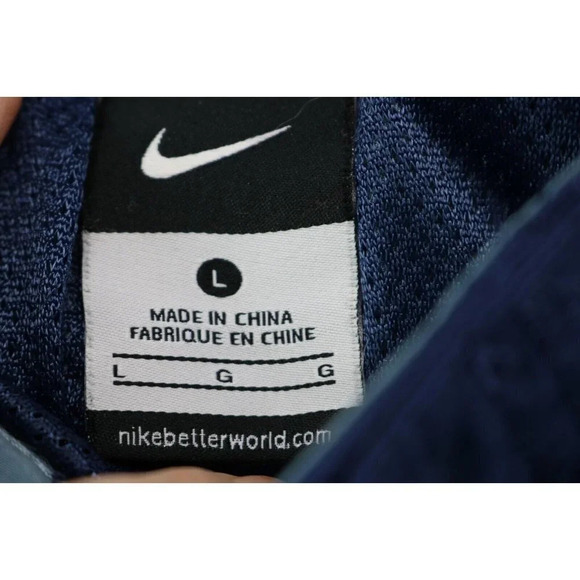 L
MADE IN CHINA
FABRIQUE EN CHINE
L G G
nikebetterworld.com